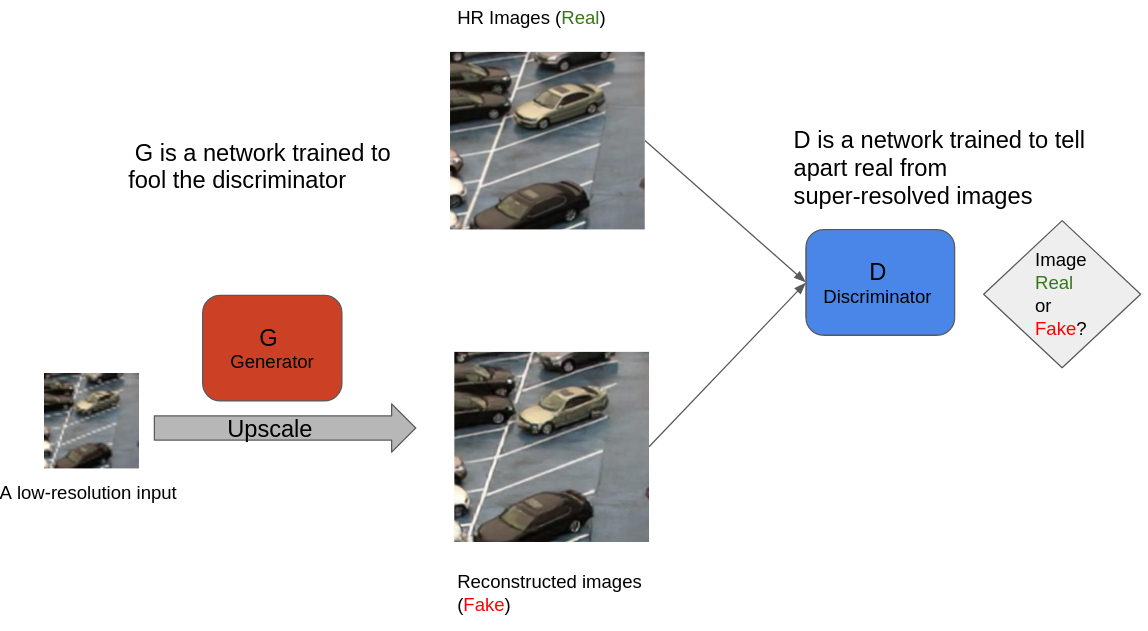 HR Images (Real)
G is a network trained to
fool the discriminator
D is a network trained to tell
apart real from
super-resolved images
G
Generator
Upscale
A low-resolution input
D
Discriminator
Image
Real
or
Fake?
Reconstructed images
(Fake)